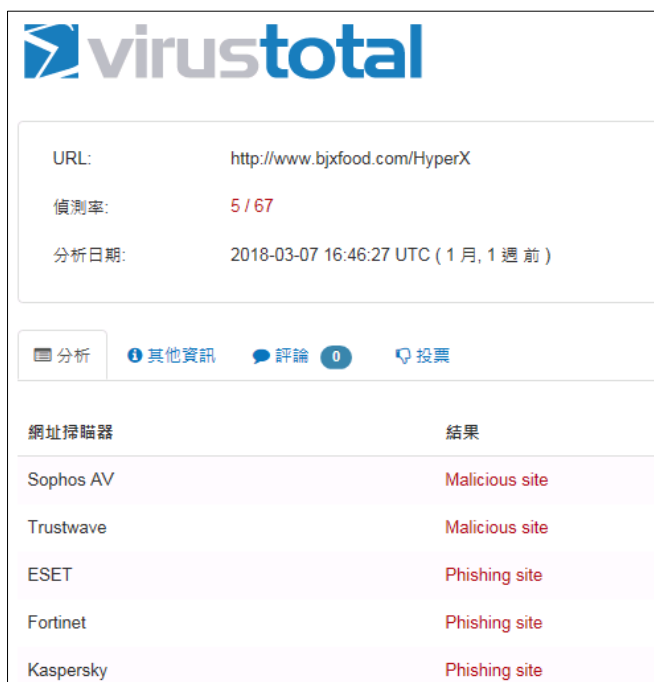 virustotal
URL: http://www.bjxfood.com/HyperX
偵測率: 5 / 67
分析日期: 2018-03-07 16:46:27 UTC ( 1 月, 1 週 前 )
分析 其他資訊 評論 0 投票
網址掃瞄器 結果
Sophos AV Malicious site
Trustwave Malicious site
ESET Phishing site
Fortinet Phishing site
Kaspersky Phishing site